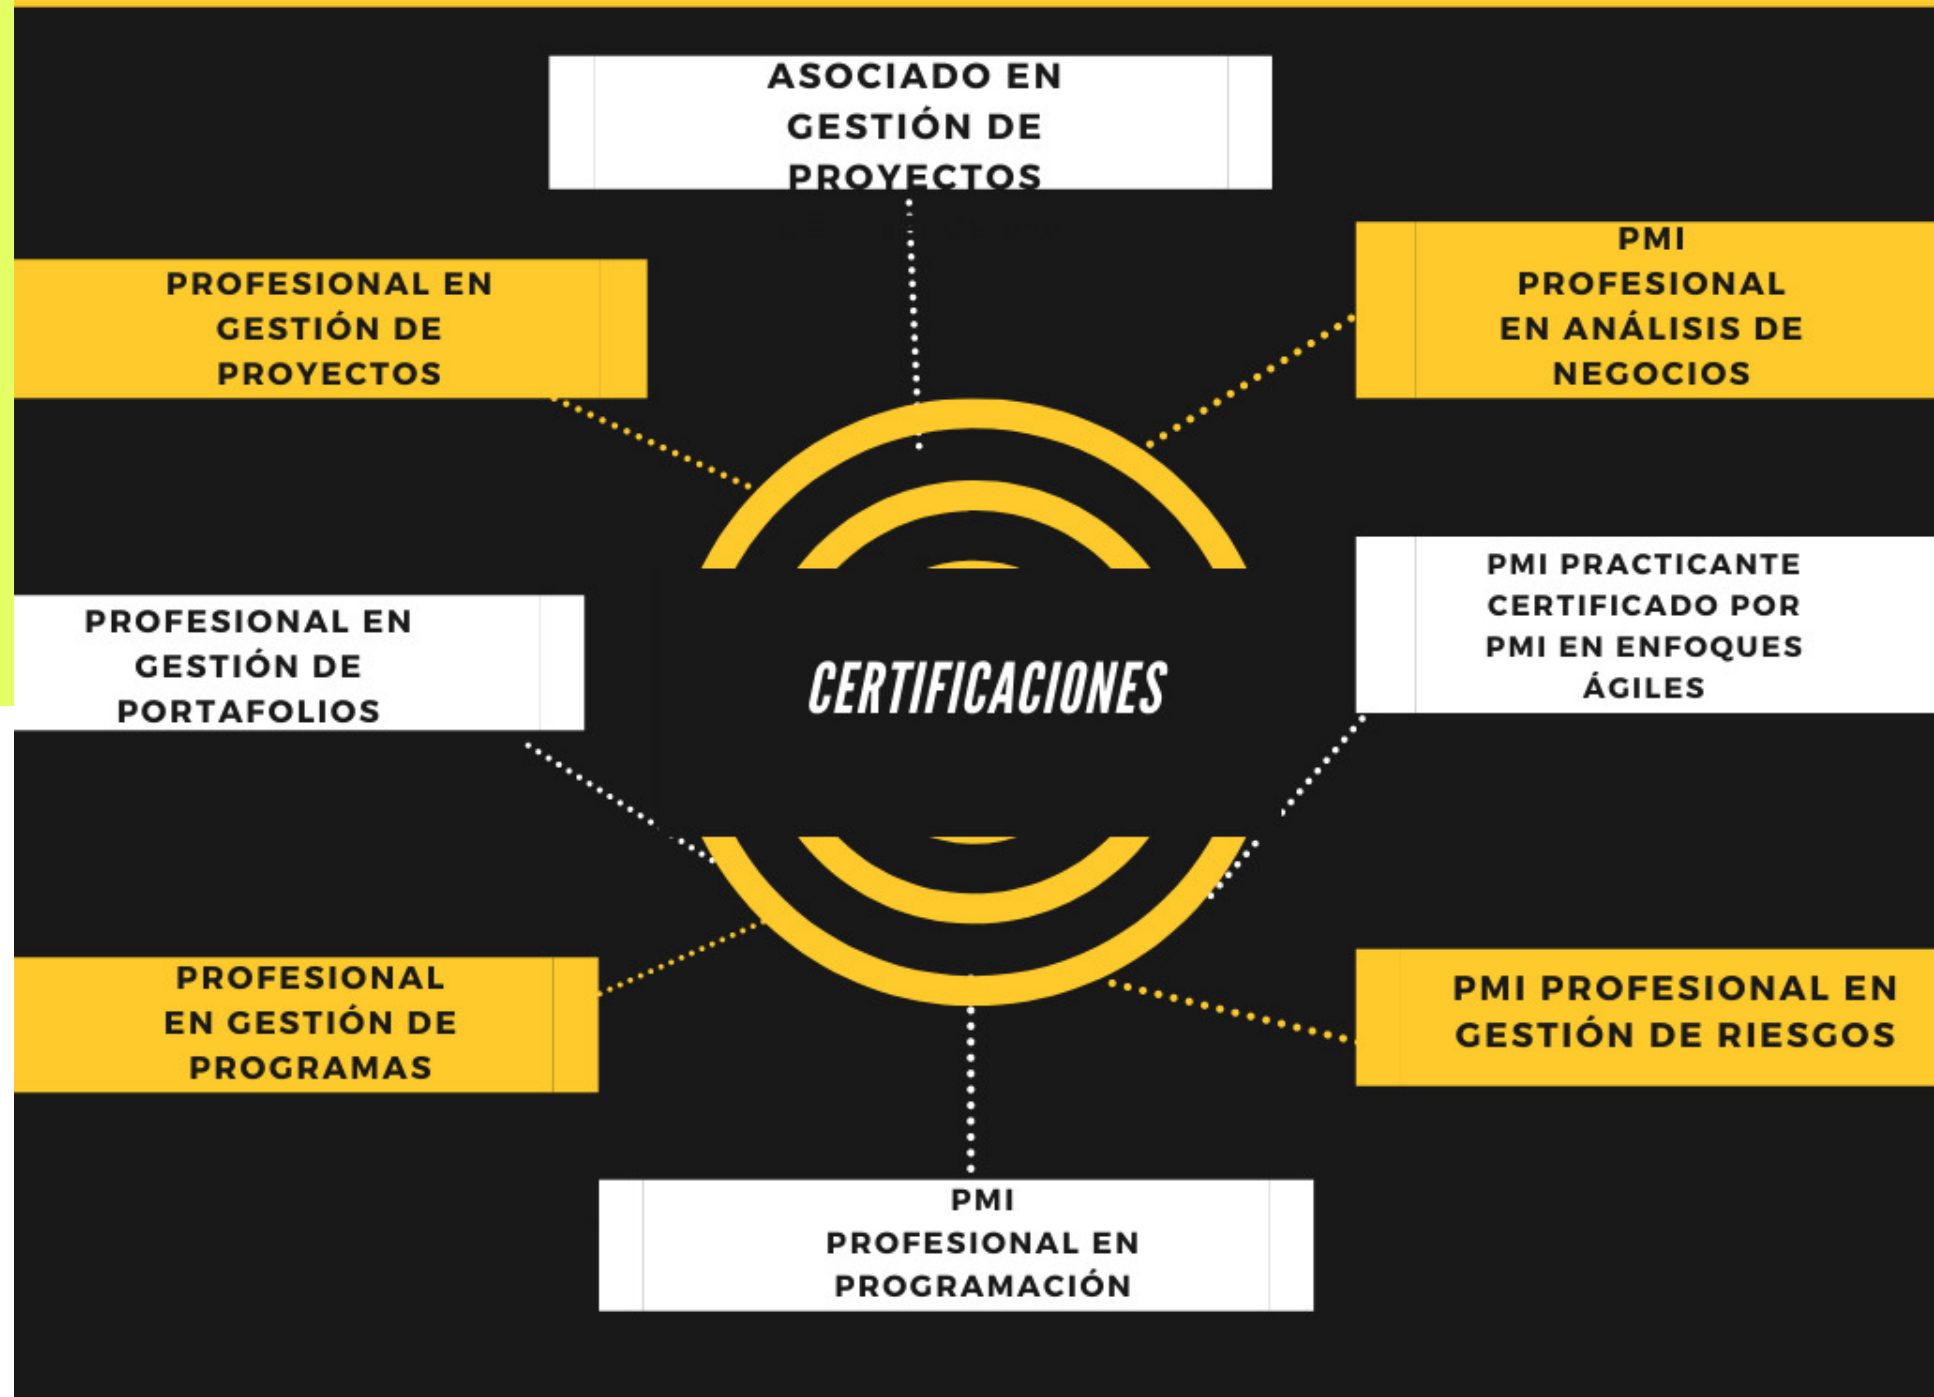 ASOCIADO EN
GESTIÓN DE
PROYECTOS
PROFESIONAL EN
GESTIÓN DE
PROYECTOS
PMI
PROFESIONAL
EN ANÁLISIS DE
NEGOCIOS
PROFESIONAL EN
GESTIÓN DE
PORTAFOLIOS
CERTIFICACIONES
PMI PRACTICANTE
CERTIFICADO POR
PMI EN ENFOQUES
ÁGILES
PROFESIONAL
EN GESTIÓN DE
PROGRAMAS
PMI PROFESIONAL EN
GESTIÓN DE RIESGOS
PMI
PROFESIONAL EN
PROGRAMACIÓN